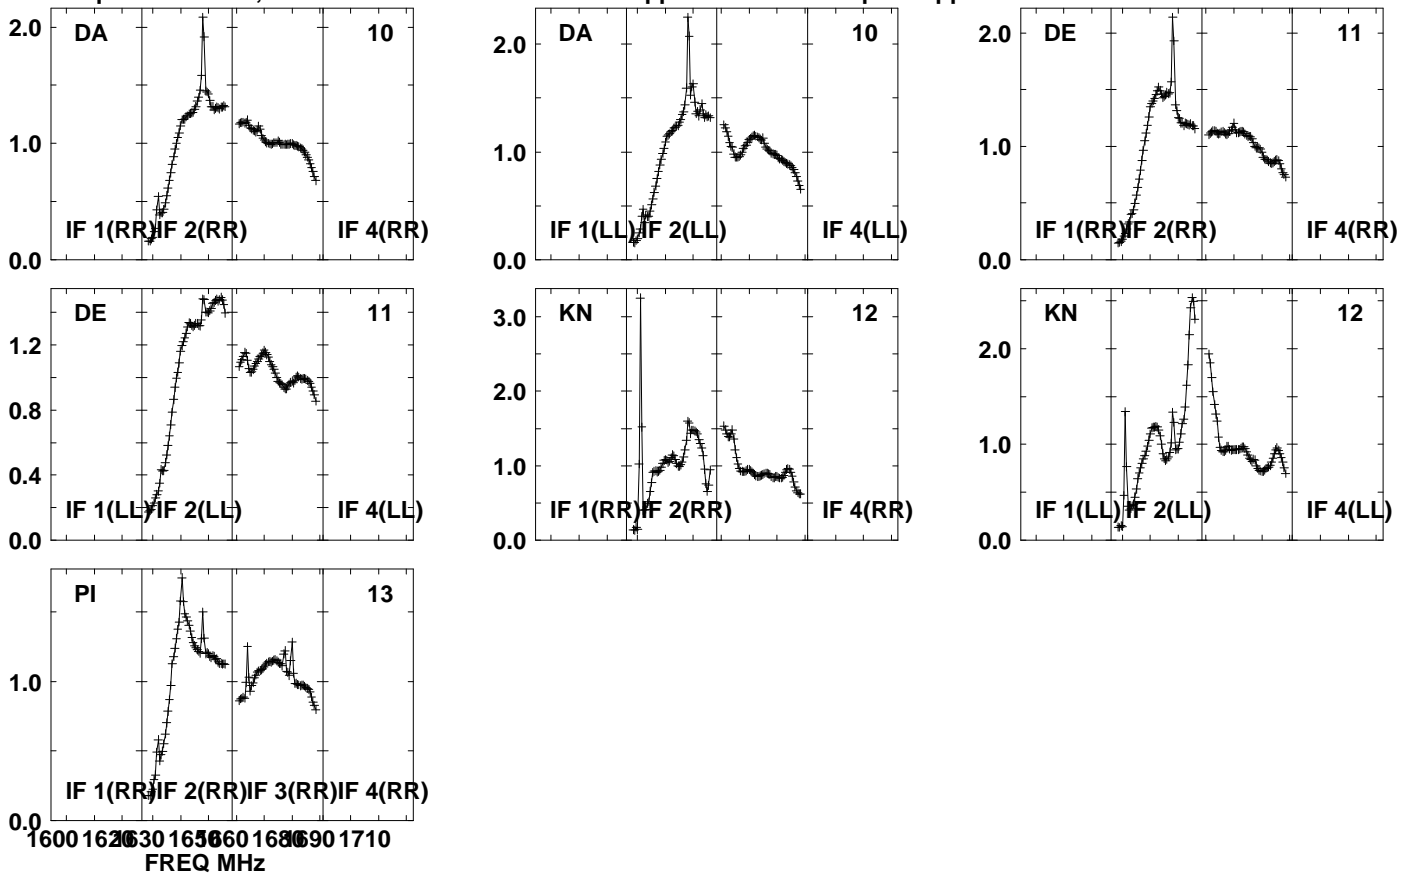 DA 10
2.0
1.0
0.0
IF 1(RR) IF 2(RR) IF 4(RR)
DA 10
2.0
1.0
0.0
IF 1(LL) IF 2(LL) IF 4(LL)
DE 11
2.0
1.0
0.0
IF 1(RR) IF 2(RR) IF 4(RR)
DE 11
1.2
0.8
0.4
0.0
IF 1(LL) IF 2(LL) IF 4(LL)
KN 12
3.0
2.0
1.0
0.0
IF 1(RR) IF 2(RR) IF 4(RR)
KN 12
2.0
1.0
0.0
IF 1(LL) IF 2(LL) IF 4(LL)
PI 13
1.0
0.0
IF 1(RR) IF 2(RR) IF 3(RR) IF 4(RR)
1600 1620 1630 1650 1660 1680 1690 1710
FREQ MHz